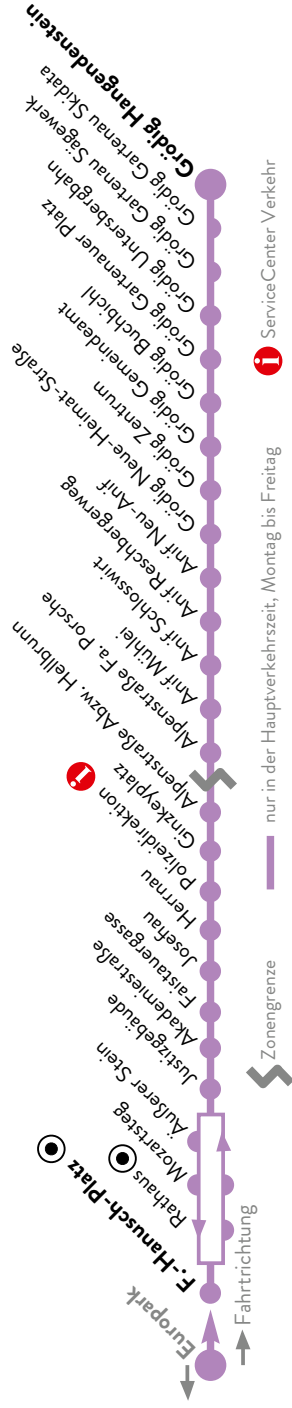 Europark
F.-Hanusch-Platz
Rathaus
Mozartsteg
Äußerer Stein
Justizgebäude
Akademiestraße
Faistauergasse
Josefiau
Herrnau
Polizeidirektion
Ginzkeyplatz
Alpenstraße Abzw. Hellbrunn
Alpenstraße Fa. Porsche
Anif Mühlei
Anif Schlosswirt
Anif Reschbergerweg
Anif Neu-Anif
Grödig Neue-Heimat-Straße
Grödig Zentrum
Grödig Gemeindeamt
Grödig Buchbichl
Grödig Gartenauer Platz
Grödig Untersbergbahn
Grödig Gartenau Sägewerk
Grödig Gartenau Skidata
Grödig Hangendenstein
Fahrtrichtung
Zonengrenze
nur in der Hauptverkehrszeit, Montag bis Freitag
i ServiceCenter Verkehr
i